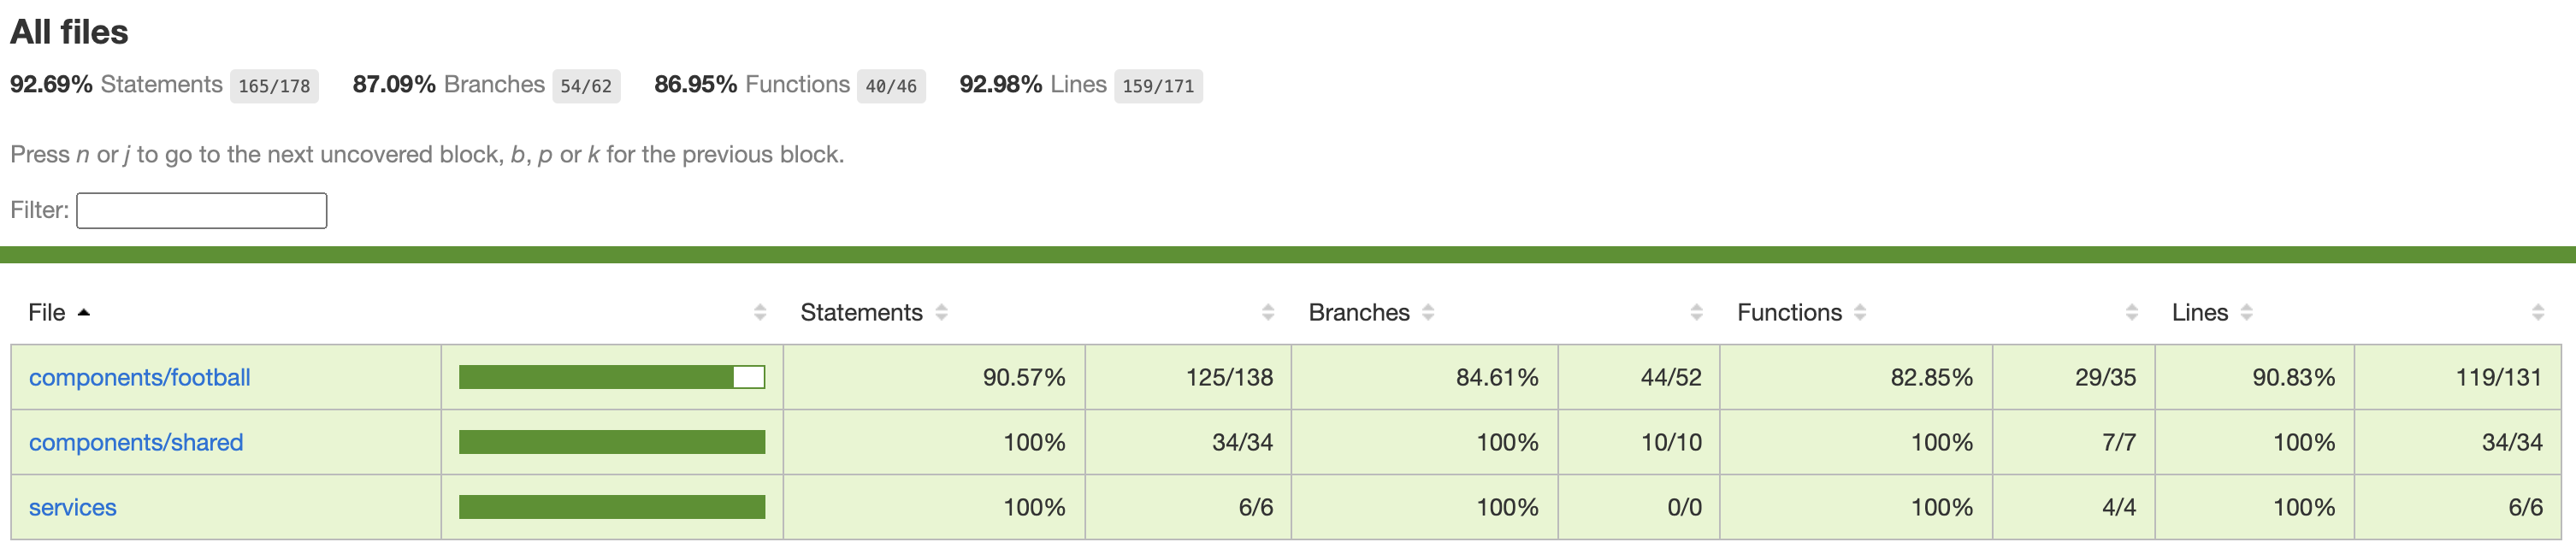 All files
92.69% Statements 165/178 87.09% Branches 54/62 86.95% Functions 40/46 92.98% Lines 159/171
Press n or j to go to the next uncovered block, b, p or k for the previous block.
Filter:
File Statements Branches Functions Lines
components/football 90.57% 125/138 84.61% 44/52 82.85% 29/35 90.83% 119/131
components/shared 100% 34/34 100% 10/10 100% 7/7 100% 34/34
services 100% 6/6 100% 0/0 100% 4/4 100% 6/6